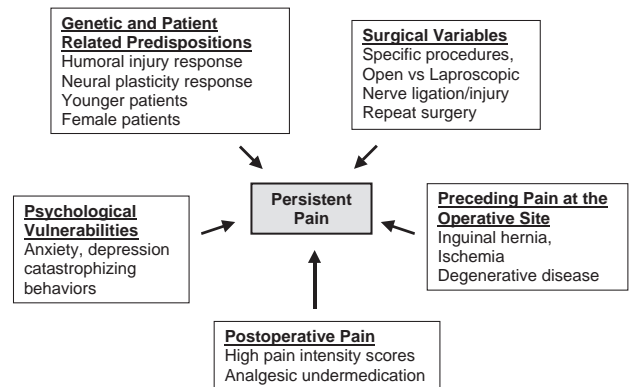 Genetic and Patient
Related Predispositions
Humoral injury response
Neural plasticity response
Younger patients
Female patients
Surgical Variables
Specific procedures,
Open vs Laproscopic
Nerve ligation/injury
Repeat surgery
Psychological
Vulnerabilities
Anxiety, depression
catastrophizing
behaviors
Persistent
Pain
Preceding Pain at the
Operative Site
Inguinal hernia,
Ischemia
Degenerative disease
Postoperative Pain
High pain intensity scores
Analgesic undermedication